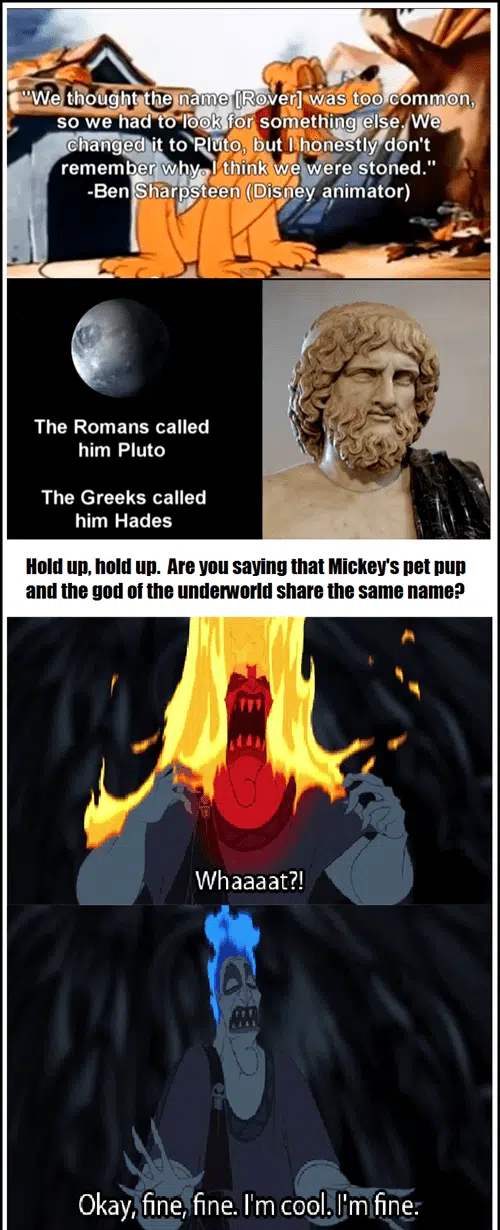 "We thought the name [Rover] was too common,
so we had to look for something else. We
changed it to Pluto, but I honestly don't
remember why. I think we were stoned."
-Ben Sharpsteen (Disney animator)
The Romans called
him Pluto
The Greeks called
him Hades
Hold up, hold up. Are you saying that Mickey's pet pup
and the god of the underworld share the same name?
Whaaaat?!
Okay, fine, fine. I'm cool. I'm fine.